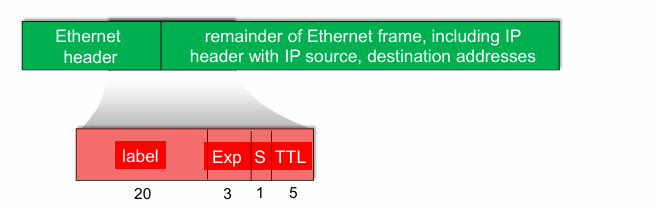 Ethernet
header
remainder of Ethernet frame, including IP
header with IP source, destination addresses
label Exp S TTL
20 3 1 5